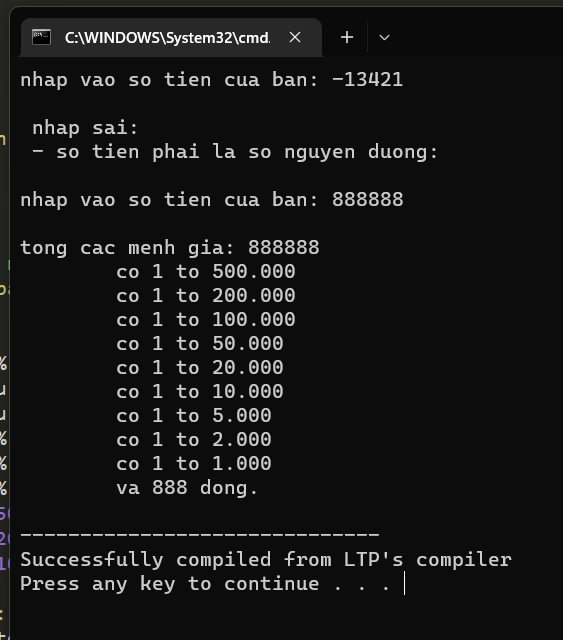 C:\WINDOWS\System32\cmd.
nhap vao so tien cua ban: -13421
nhap sai:
- so tien phai la so nguyen duong:
nhap vao so tien cua ban: 888888
tong cac menh gia: 888888
co 1 to 500.000
co 1 to 200.000
co 1 to 100.000
co 1 to 50.000
co 1 to 20.000
co 1 to 10.000
co 1 to 5.000
co 1 to 2.000
co 1 to 1.000
va 888 dong.
------------------------------
Successfully compiled from LTP's compiler
Press any key to continue . . .